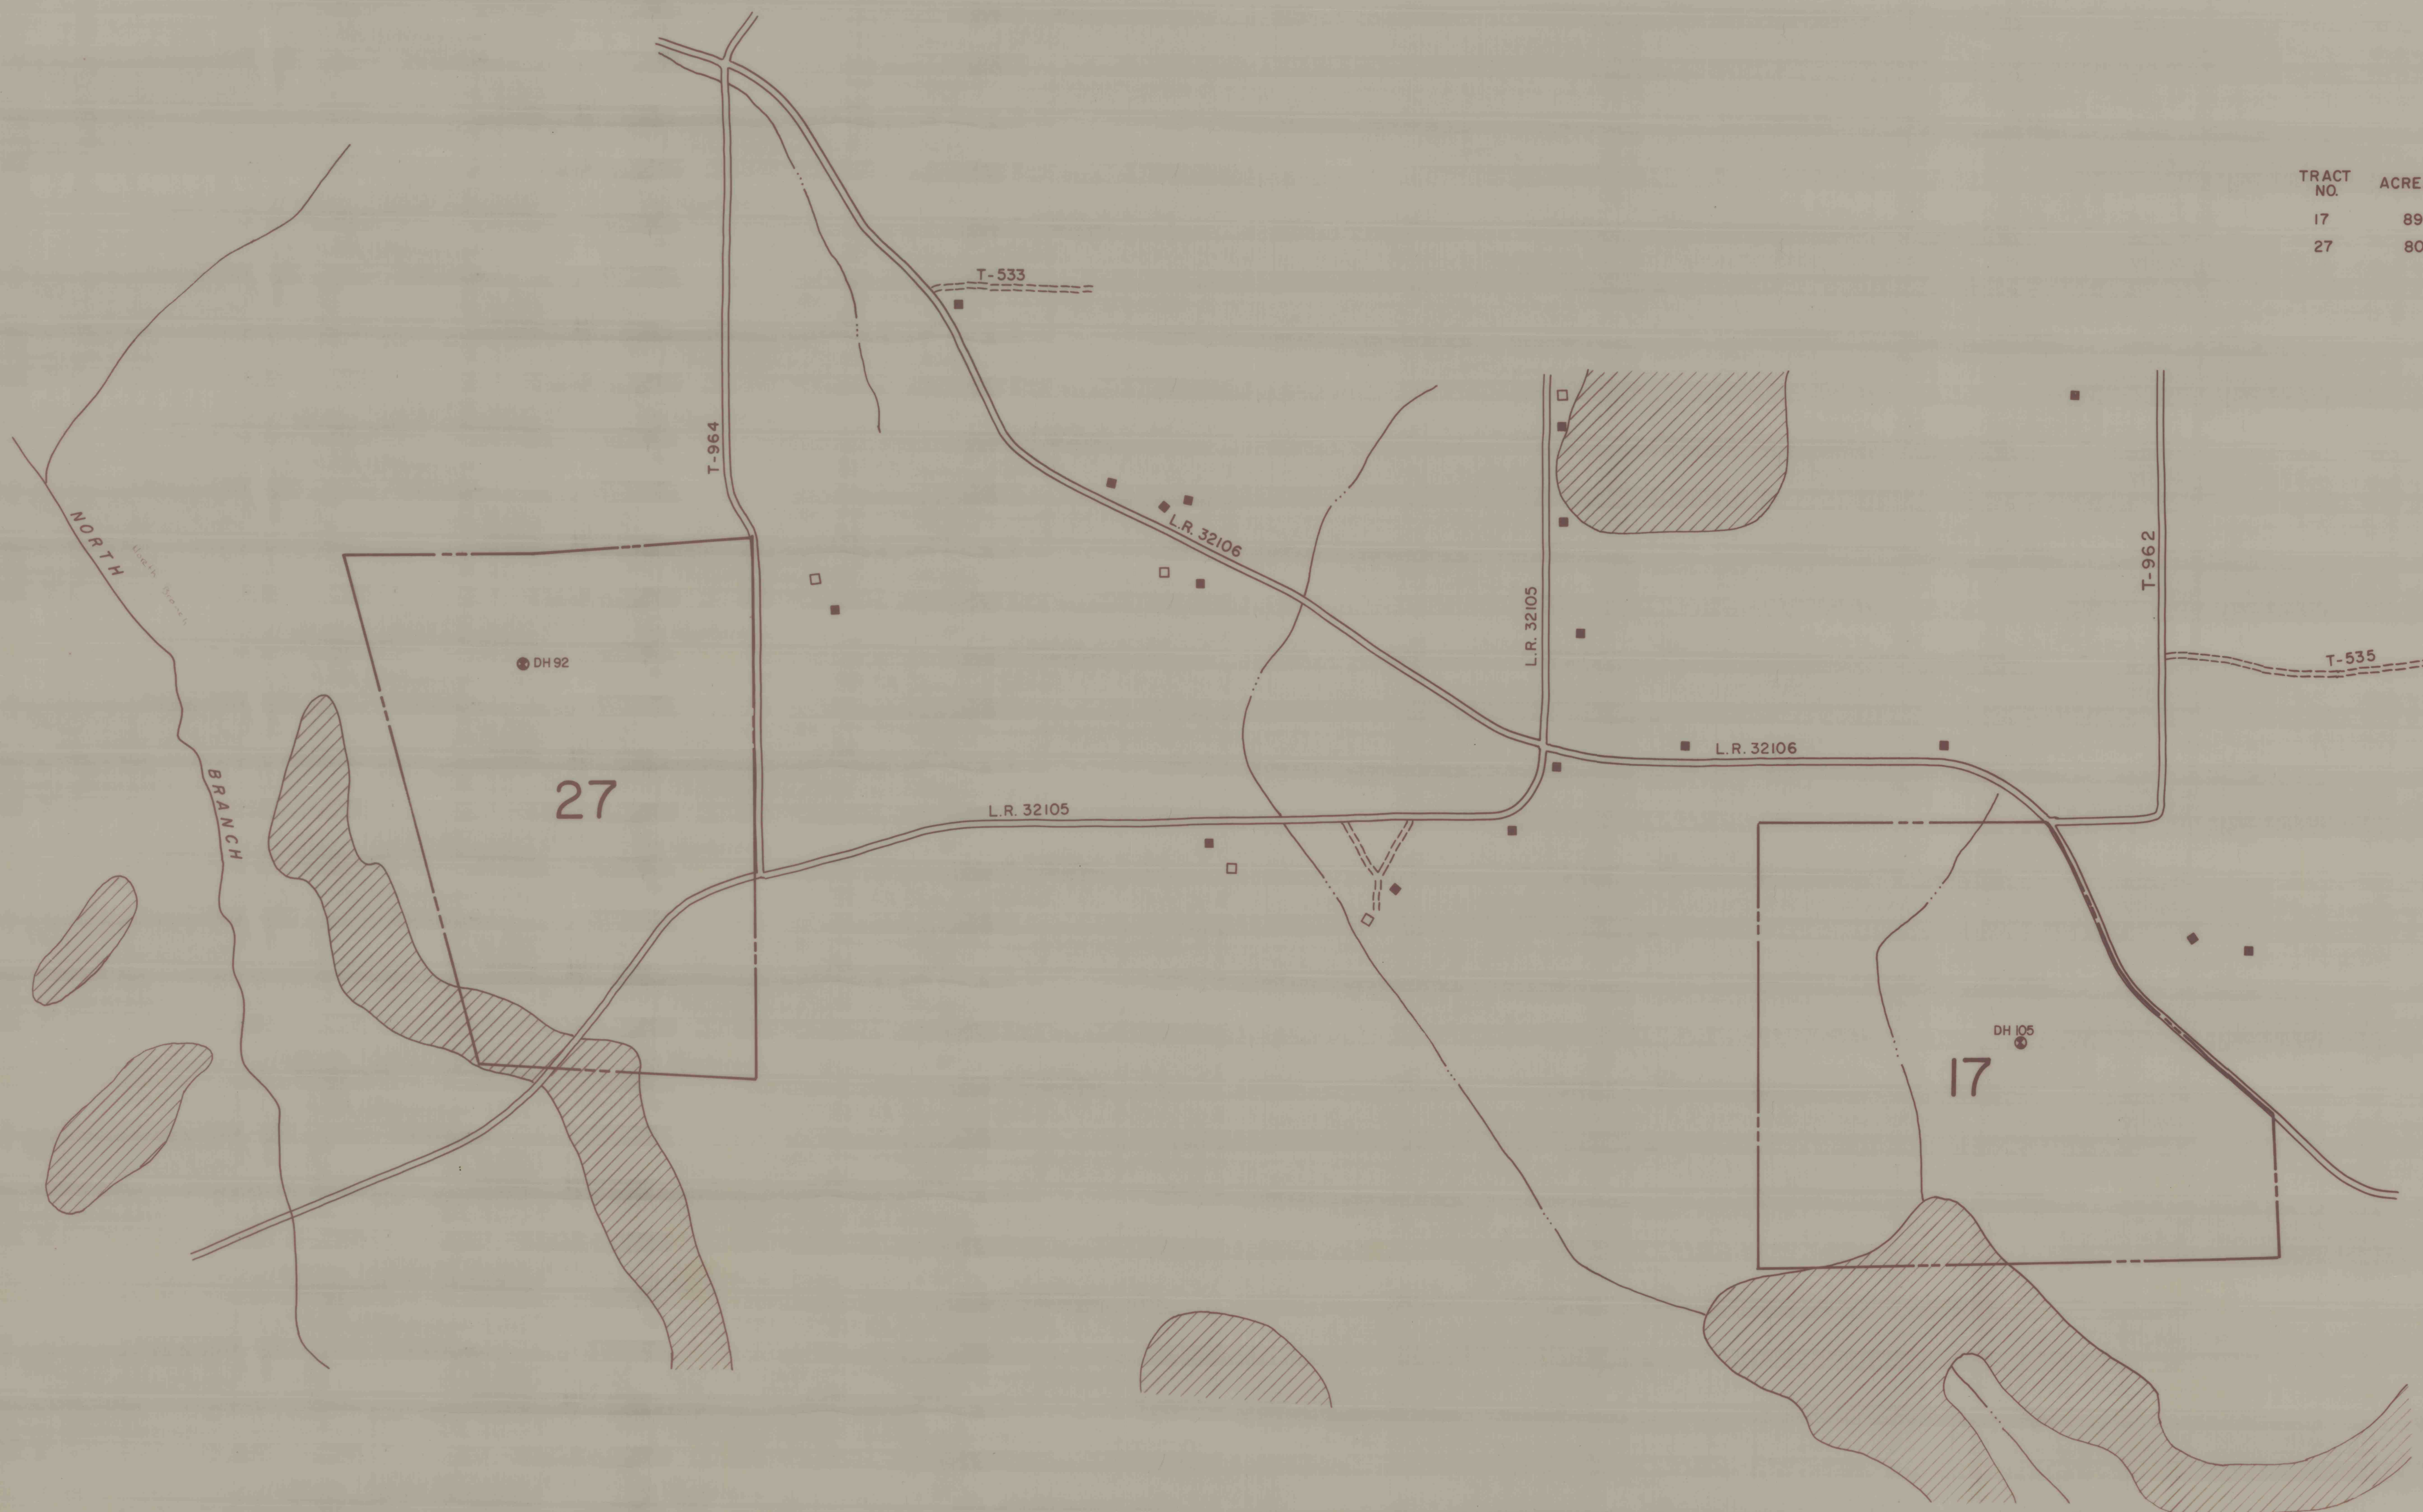 TRACT NO. ACRE
17 89
27 80
T-533
T-964
NORTH
BRANCH
L.R. 32106
L.R. 32105
T-962
T-535
DH 92
27
L.R. 32106
L.R. 32105
DH 105
17